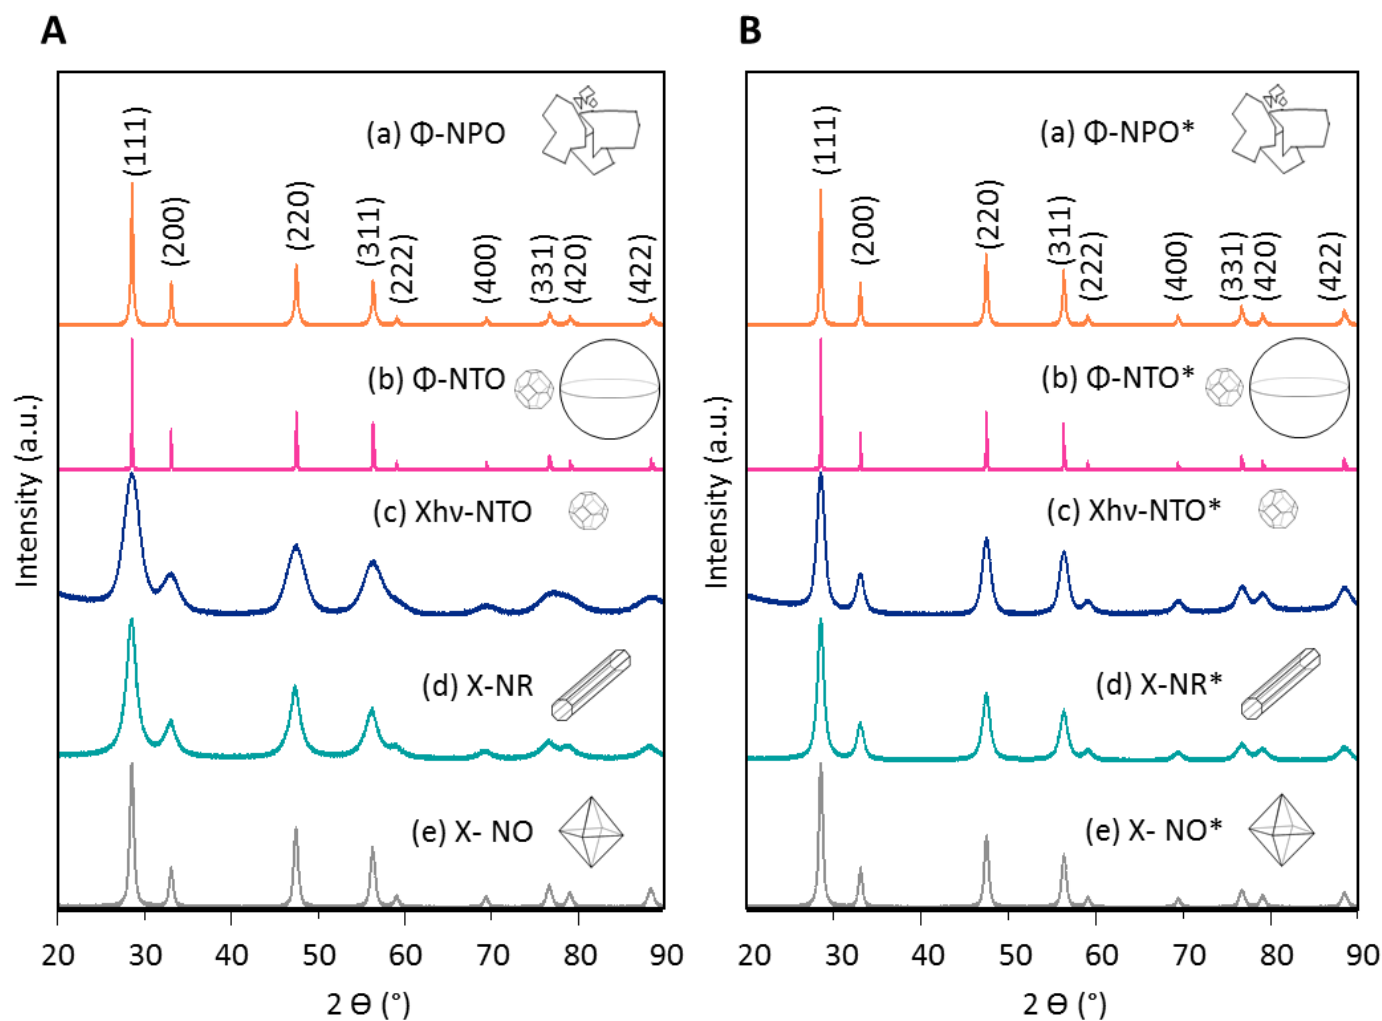 A
Intensity (a.u.)
(a) Φ-NPO
(111)
(200)
(220)
(311)
(222)
(400)
(331)
(420)
(422)
(b) Φ-NTO
(c) Xhν-NTO
(d) X-NR
(e) X- NO
20 30 40 50 60 70 80 90
2 ϴ (°)
B
Intensity (a.u.)
(a) Φ-NPO*
(111)
(200)
(220)
(311)
(222)
(400)
(331)
(420)
(422)
(b) Φ-NTO*
(c) Xhν-NTO*
(d) X-NR*
(e) X- NO*
20 30 40 50 60 70 80 90
2 ϴ (°)